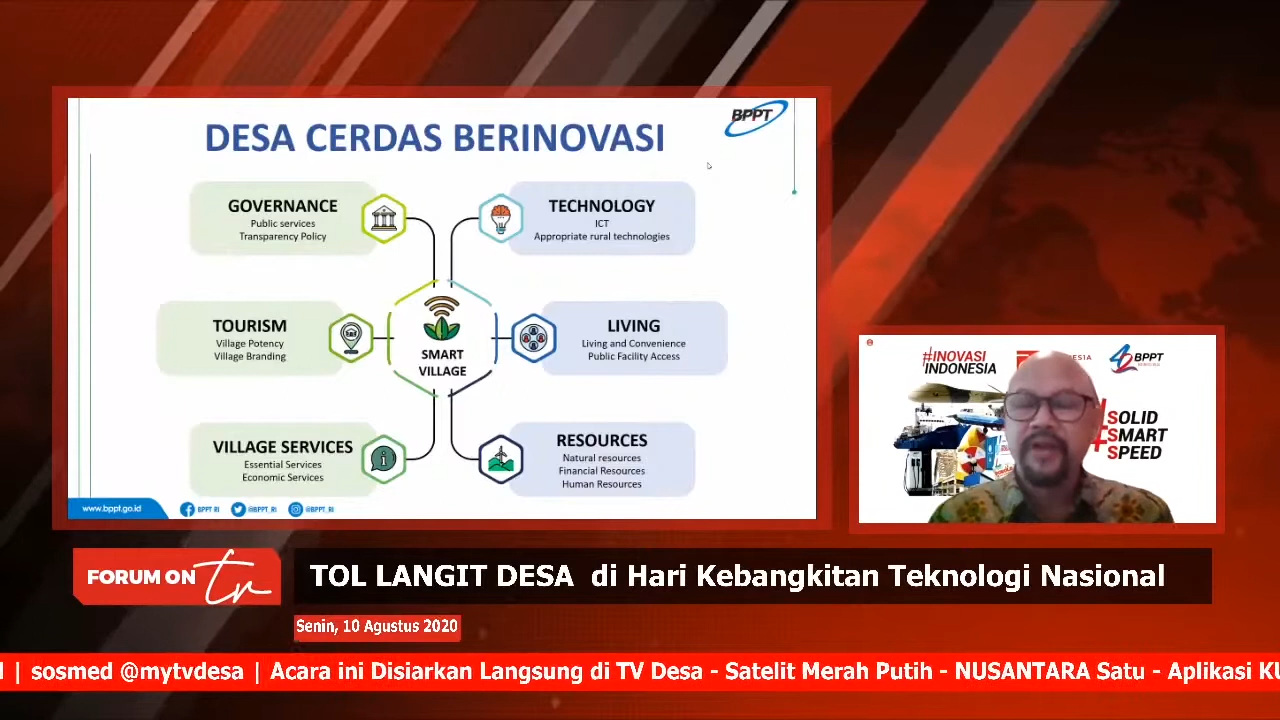 BPPT
DESA CERDAS BERINOVASI
GOVERNANCE
Public services
Transparency Policy
TECHNOLOGY
ICT
Appropriate rural technologies
TOURISM
Village Potency
Village Branding
SMART
VILLAGE
LIVING
Living and Convenience
Public Facility Access
VILLAGE SERVICES
Essential Services
Economic Services
RESOURCES
Natural resources
Financial Resources
Human Resources
www.bppt.go.id
BPPT RI
@BPPT_RI
@BPPT_RI
#INOVASI
INDONESIA
42 BPPT
#SOLID
SMART
SPEED
FORUM ON tr
TOL LANGIT DESA di Hari Kebangkitan Teknologi Nasional
Senin, 10 Agustus 2020
| sosmed @mytvdesa | Acara ini Disiarkan Langsung di TV Desa - Satelit Merah Putih - NUSANTARA Satu - Aplikasi